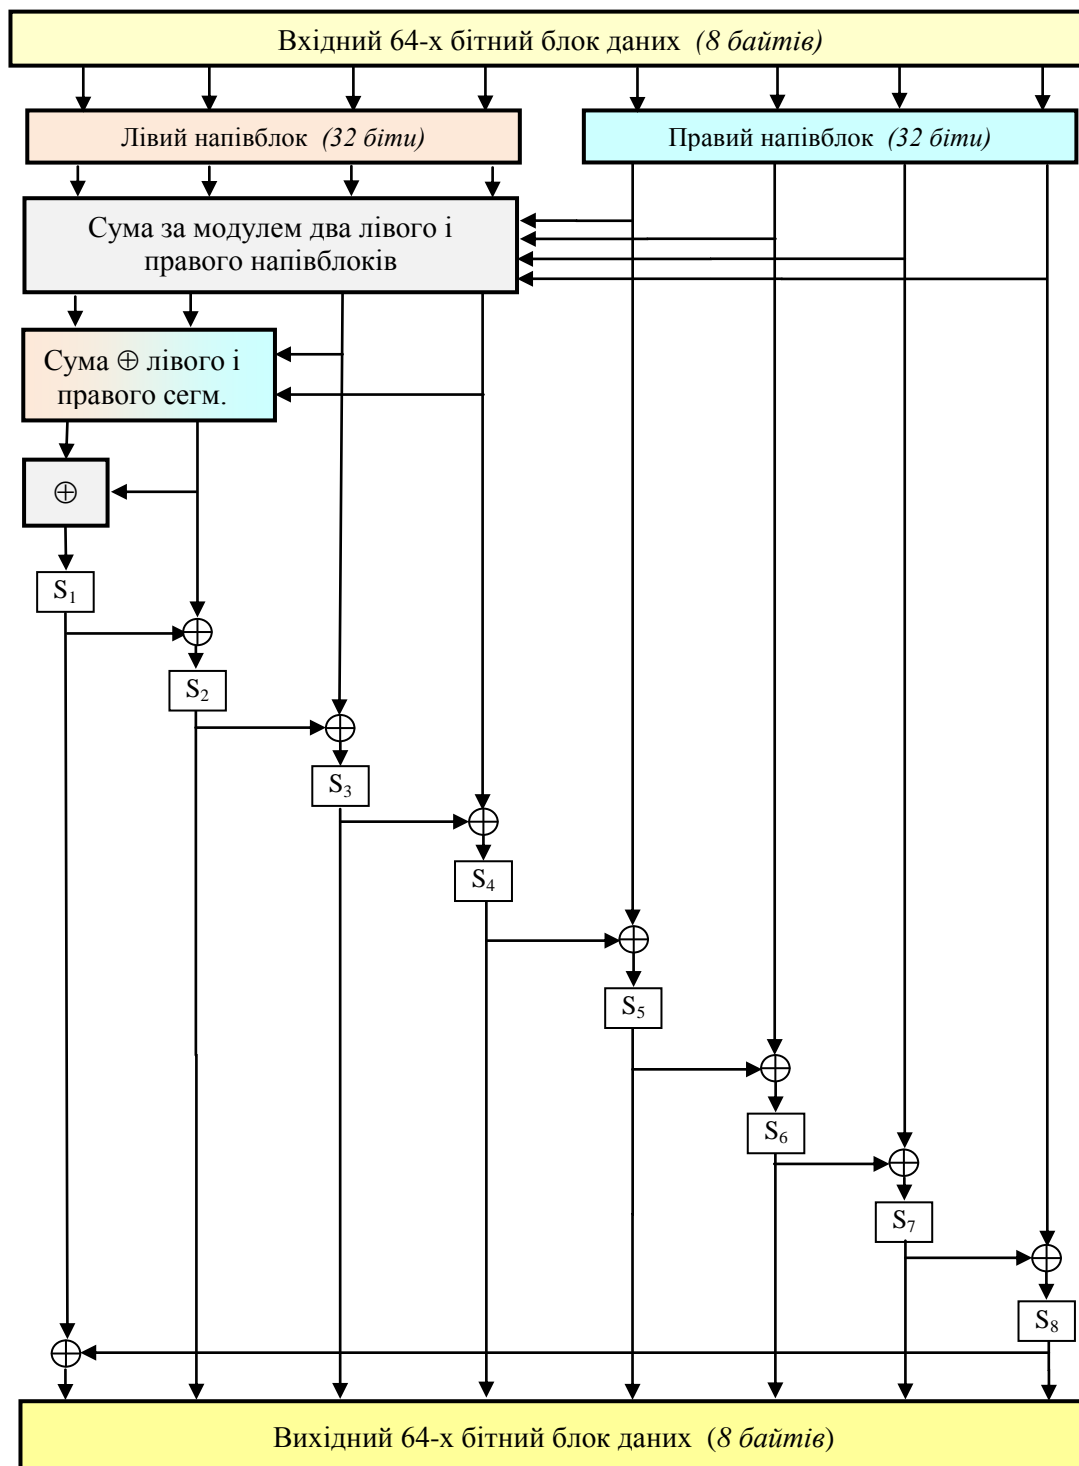 Вхідний 64-х бітний блок даних (8 байтів)
Лівий напівблок (32 біти)
Правий напівблок (32 біти)
Сума за модулем два лівого і
правого напівблоків
Сума ⊕ лівого і
правого сегм.
⊕
S₁
S₂
S₃
S₄
S₅
S₆
S₇
S₈
Вихідний 64-х бітний блок даних (8 байтів)